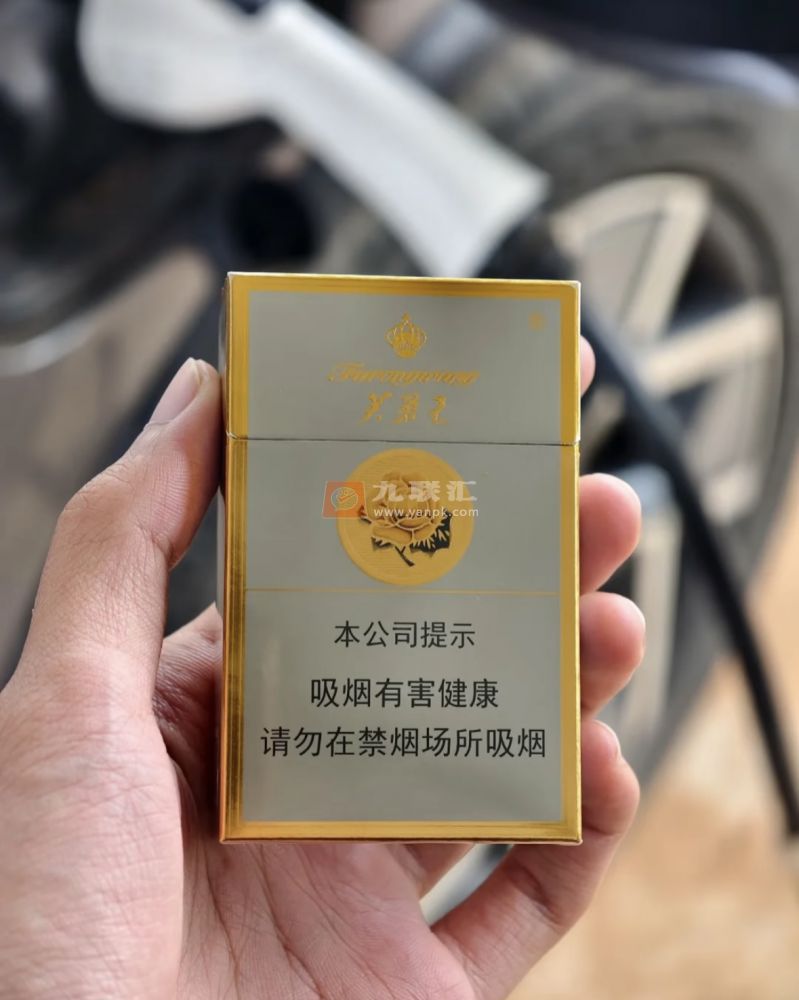 Furongwang
芙蓉王
九联汇
www.yanpk.com
本公司提示
吸烟有害健康
请勿在禁烟场所吸烟